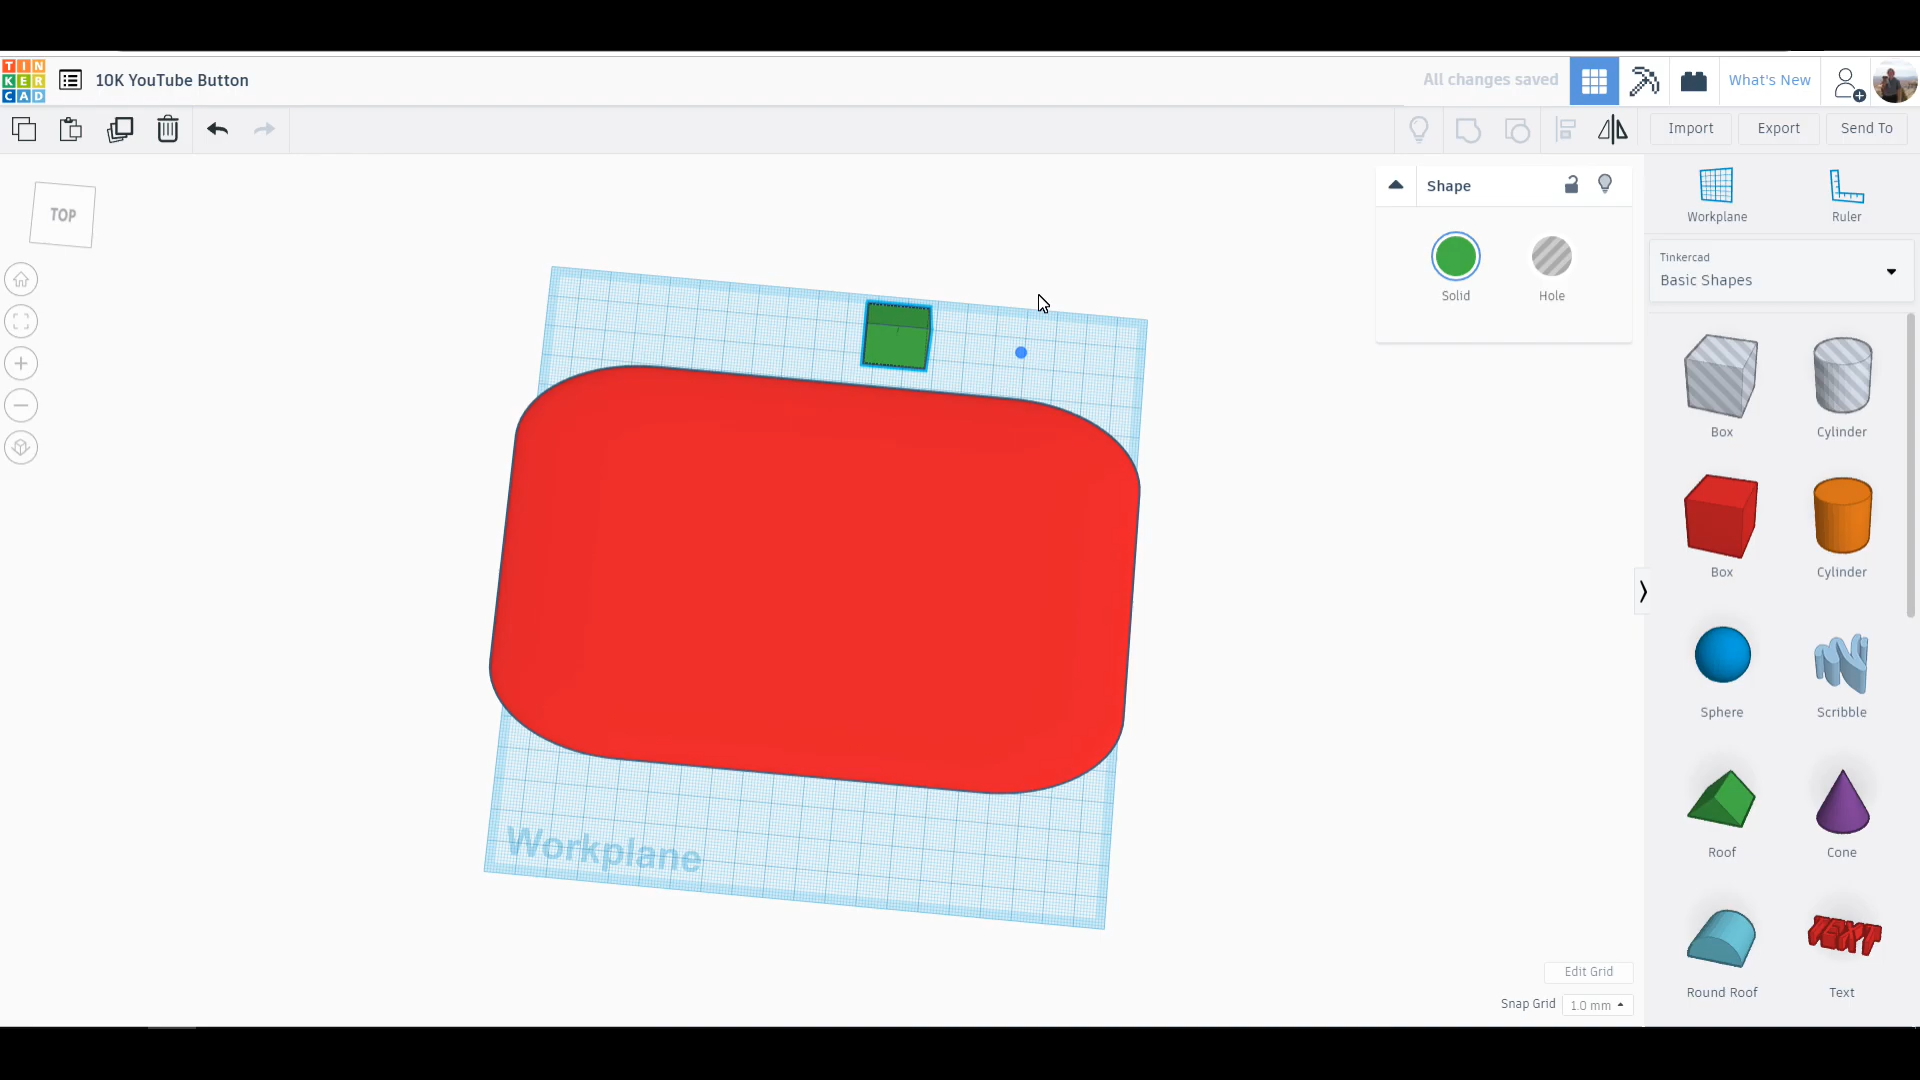 TIN
KER
CAD
10K YouTube Button
All changes saved
What's New
Import
Export
Send To
TOP
Shape
Solid
Hole
Workplane
Ruler
Tinkercad
Basic Shapes
Box
Cylinder
Box
Cylinder
Sphere
Scribble
Roof
Cone
TEXT
Round Roof
Text
Workplane
Edit Grid
Snap Grid 1.0 mm